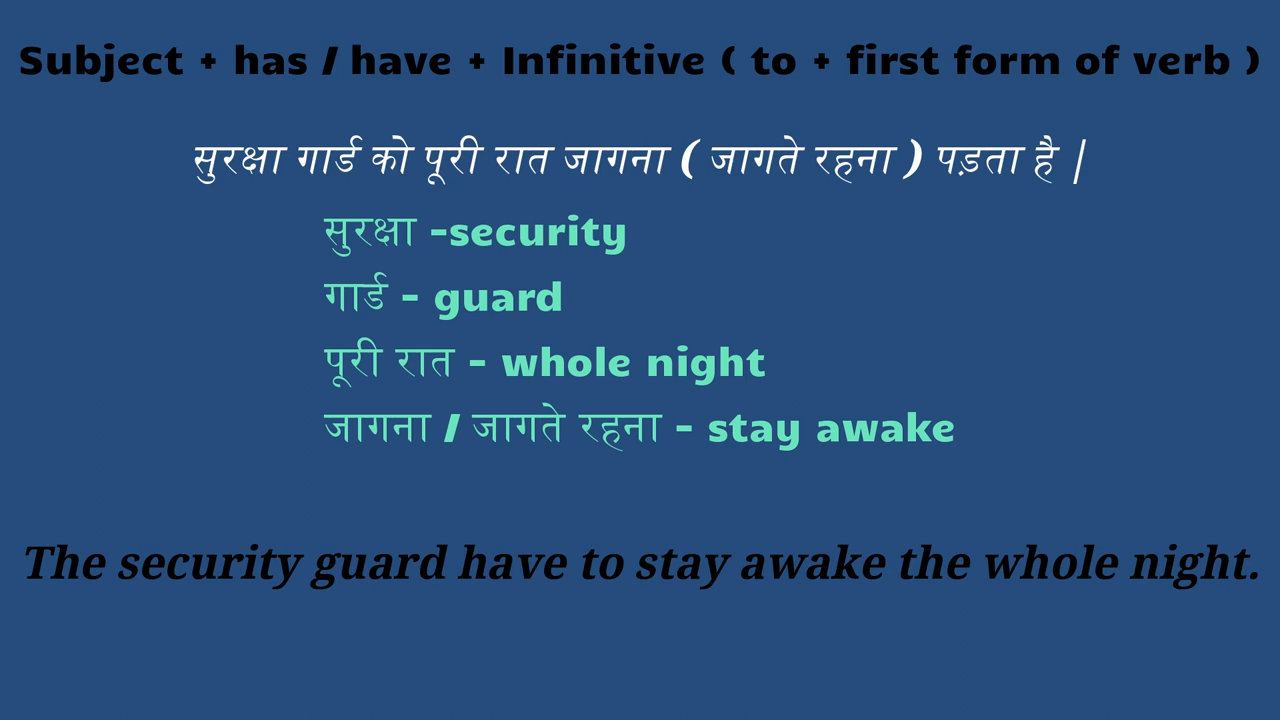 Subject + has / have + Infinitive ( to + first form of verb )
सुरक्षा गार्ड को पूरी रात जागना ( जागते रहना ) पड़ता है |
सुरक्षा -security
गार्ड - guard
पूरी रात - whole night
जागना / जागते रहना - stay awake
The security guard have to stay awake the whole night.